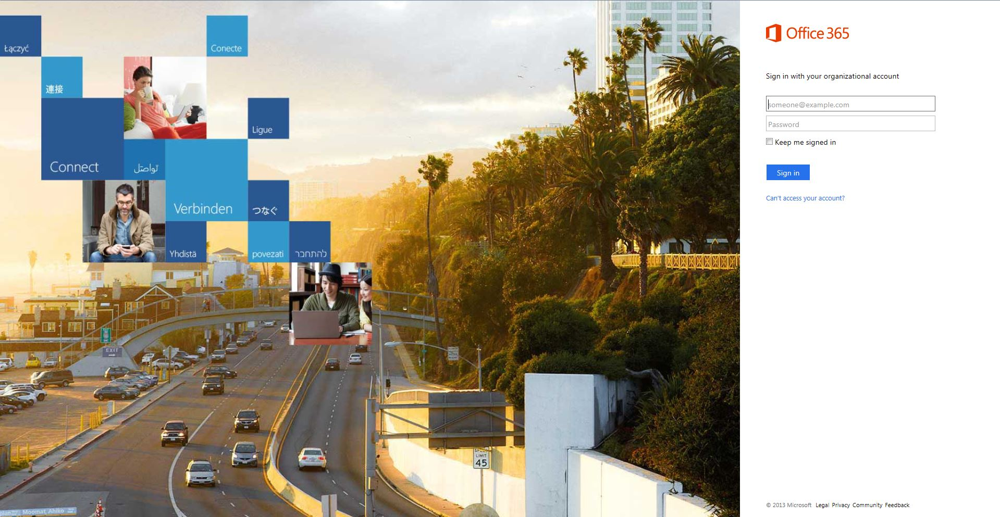 Łączyć
Conecte
連接
Ligue
Connect
تواصل
Verbinden
つなぐ
Yhdistä
povezati
להתחבר
EXIT
LIMIT
45
Moomat Ahiko
Office 365
Sign in with your organizational account
someone@example.com
Password
Keep me signed in
Sign in
Can't access your account?
© 2013 Microsoft Legal Privacy Community Feedback